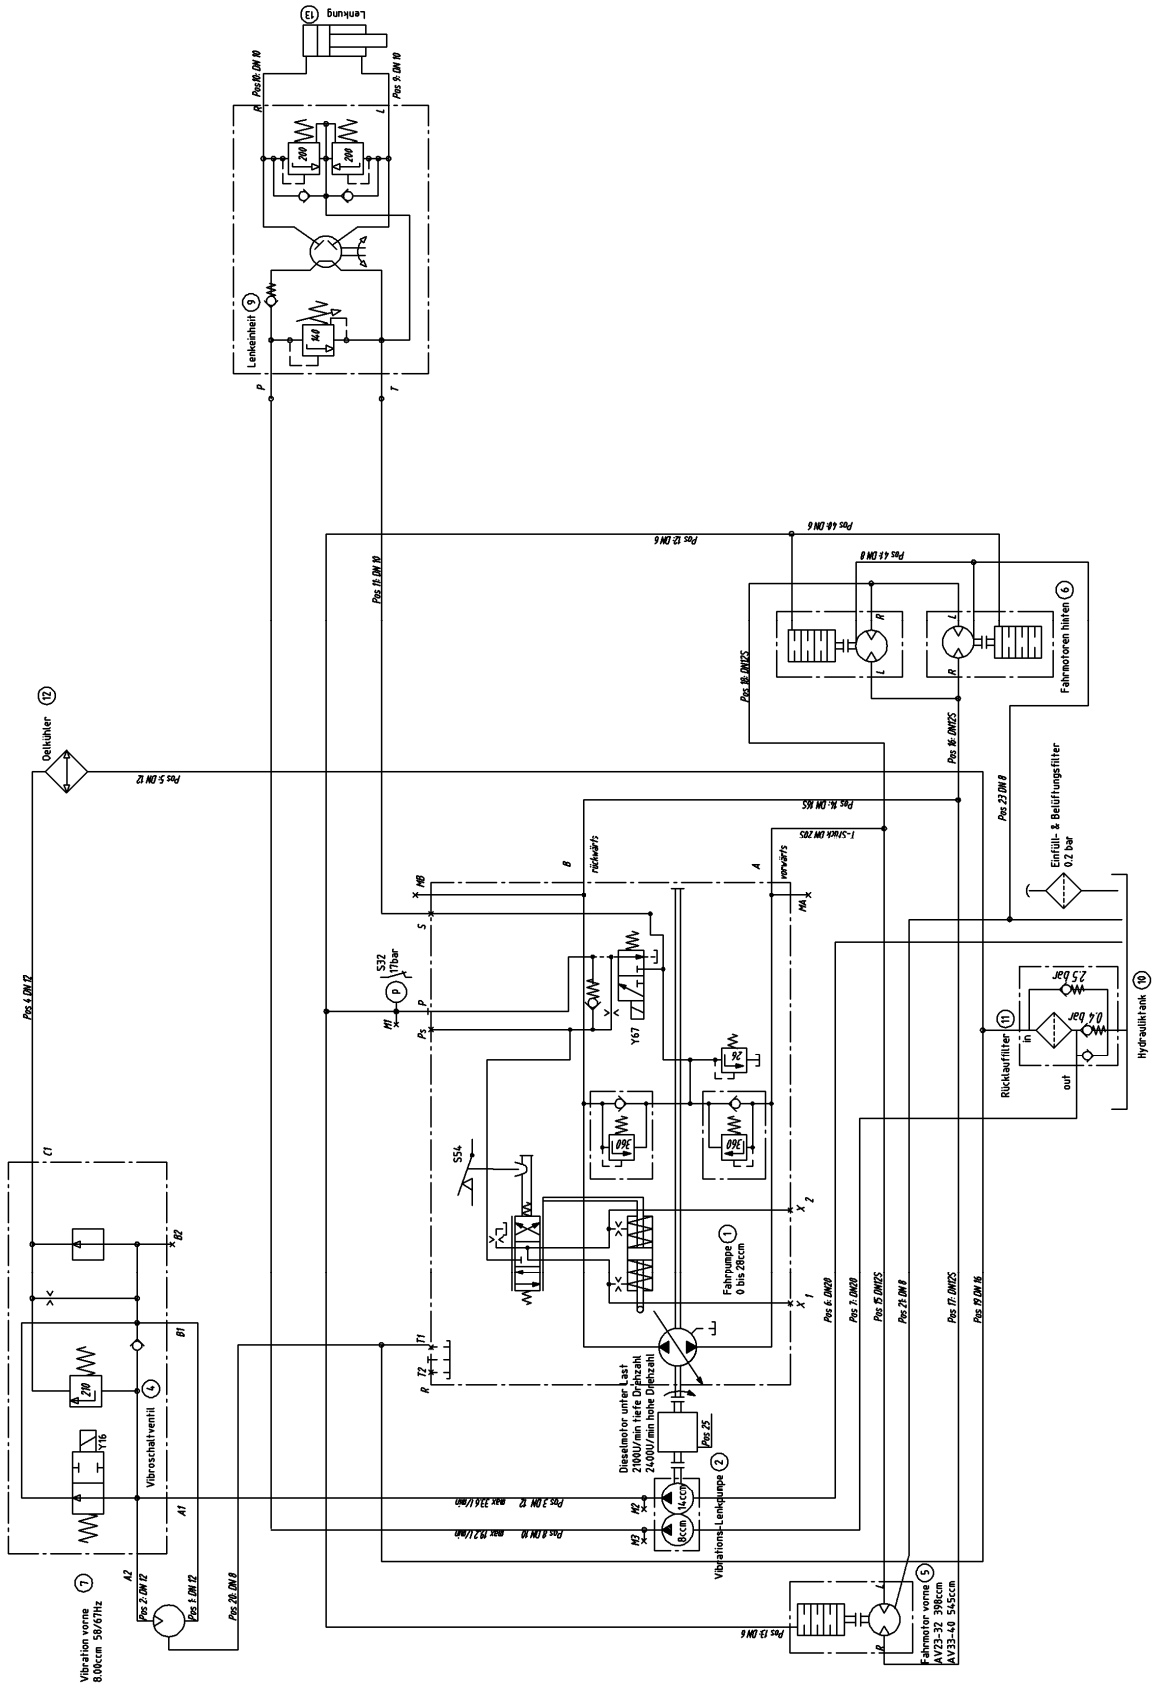 13
Lenkung
Pos10: DN 10
Pos 9: DN 10
R
L
200
200
Lenkeinheit
9
140
P
T
Pos 11: DN 10
Pos 12: DN 6
Pos 40: DN 6
Pos 41: DN 8
R
L
L
R
Fahrmotoren hinten
6
Pos 18: DN12S
Pos 16: DN12S
Pos 23 DN 8
12
Oelkühler
Pos 5: DN 12
Pos 4 DN 12
Pos 14: DN 16S
T-Stück DN 20S
B
rückwärts
A
vorwärts
MB
MA
S
S32
17bar
P
M1
P
Ps
Y67
26
360
360
S54
Einfüll- & Belüftungsfilter
0.2 bar
2.5 bar
0.4 bar
Rücklauffilter
11
in
out
Hydrauliktank
10
C1
B2
B1
210
4
Vibroschaltventil
Y16
A1
A2
7
Vibration vorne
8.00ccm 58/67Hz
Pos 2: DN 12
Pos 1: DN 12
Pos 20: DN 8
T1
T2
R
Fahrpumpe
1
0 bis 28ccm
X 2
X 1
Dieselmotor unter Last
2100U/min tiefe Drehzahl
2400U/min hohe Drehzahl
Pos 25
Pos 3 DN 12 max 33.6 l/min
Pos 8 DN 10 max 19.2 l/min
M2
M3
14ccm
8ccm
Vibrations-Lenkpumpe
2
Pos 6: DN20
Pos 7: DN20
Pos 15 DN12S
Pos 21: DN 8
Pos 17: DN12S
Pos 19 DN 16
Pos 13: DN 6
L
R
Fahrmotor vorne
5
AV23-32 398ccm
AV33-40 545ccm